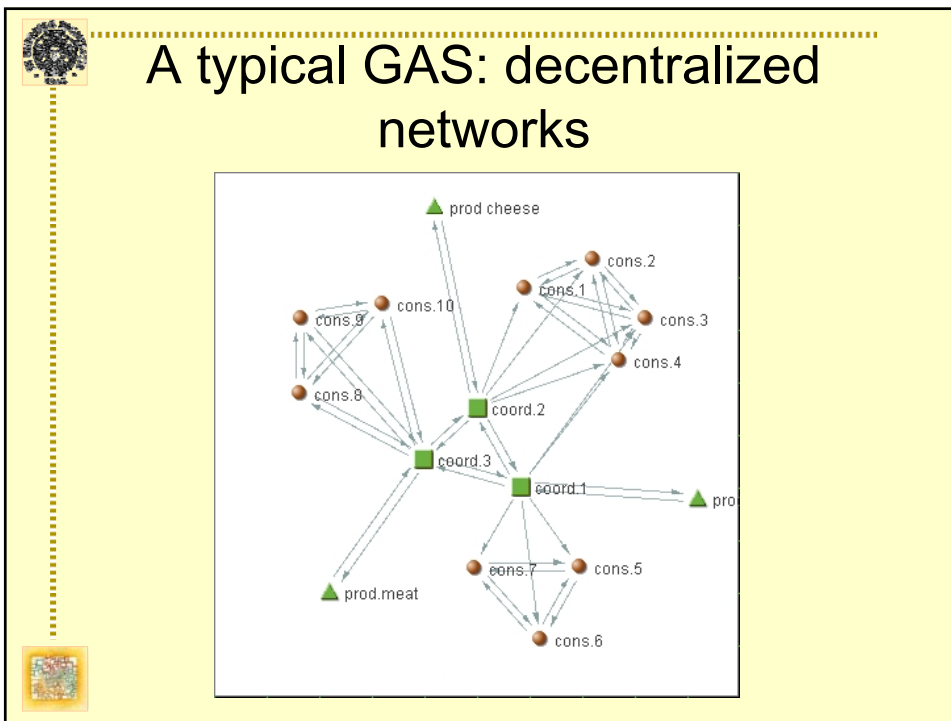 A typical GAS: decentralized
networks
prod cheese
cons.2
cons.1
cons.10
cons.9
cons.3
cons.4
cons.8
coord.2
coord.3
coord.1
pro
cons.7
cons.5
prod.meat
cons.6